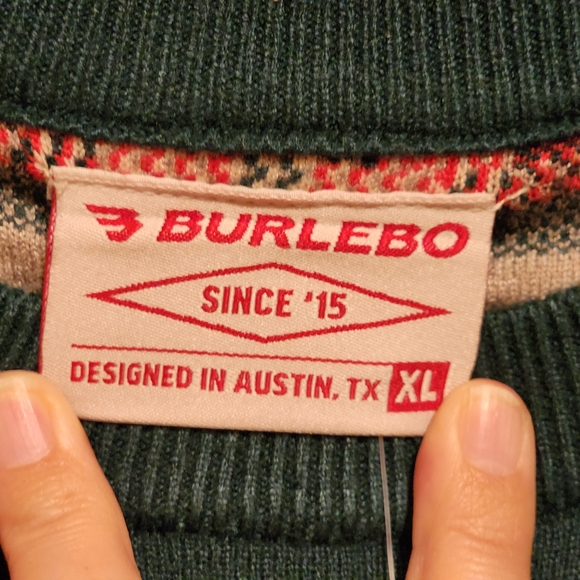 BURLEBO
SINCE '15
DESIGNED IN AUSTIN, TX XL